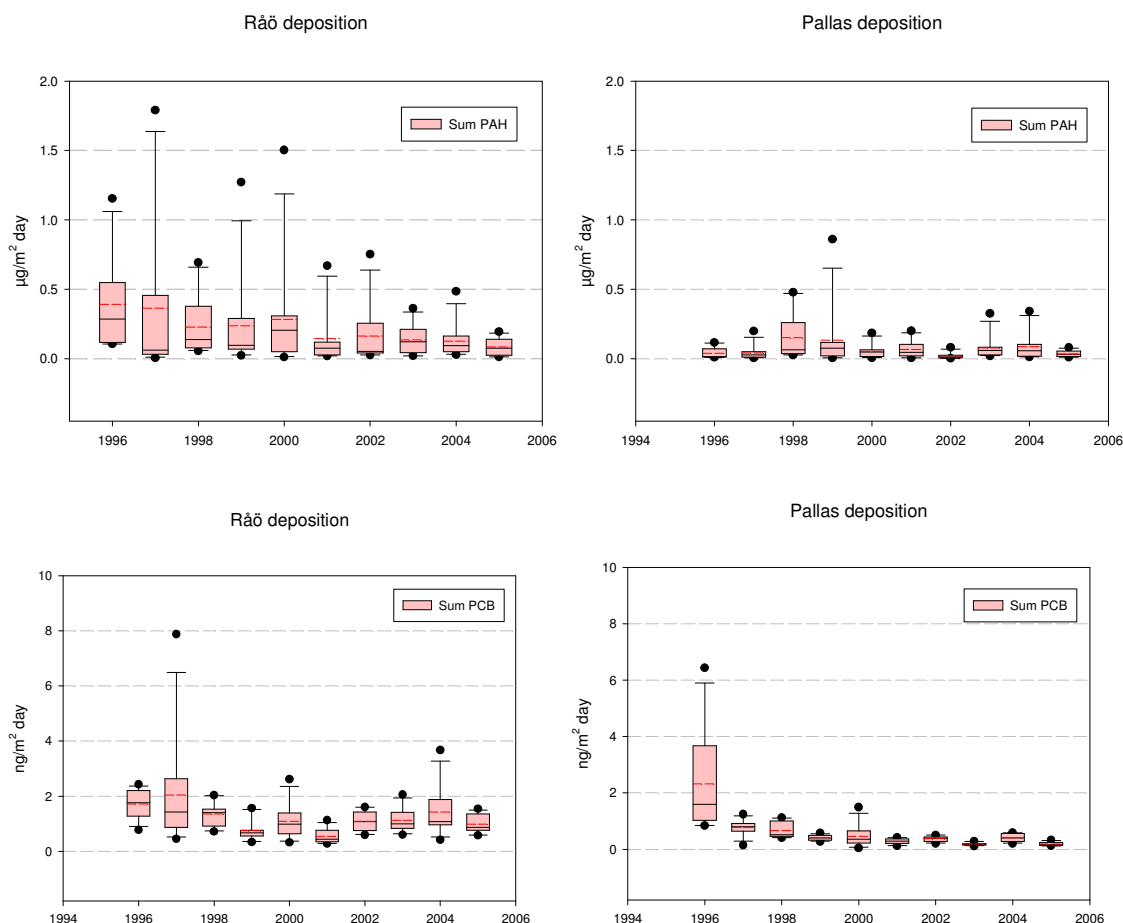 Råö deposition
2.0
1.5
1.0
0.5
0.0
µg/m² day
Sum PAH
1996 1998 2000 2002 2004 2006
Pallas deposition
2.0
1.5
1.0
0.5
0.0
µg/m² day
Sum PAH
1994 1996 1998 2000 2002 2004 2006
Råö deposition
10
8
6
4
2
0
ng/m² day
Sum PCB
1994 1996 1998 2000 2002 2004 2006
Pallas deposition
10
8
6
4
2
0
ng/m² day
Sum PCB
1994 1996 1998 2000 2002 2004 2006